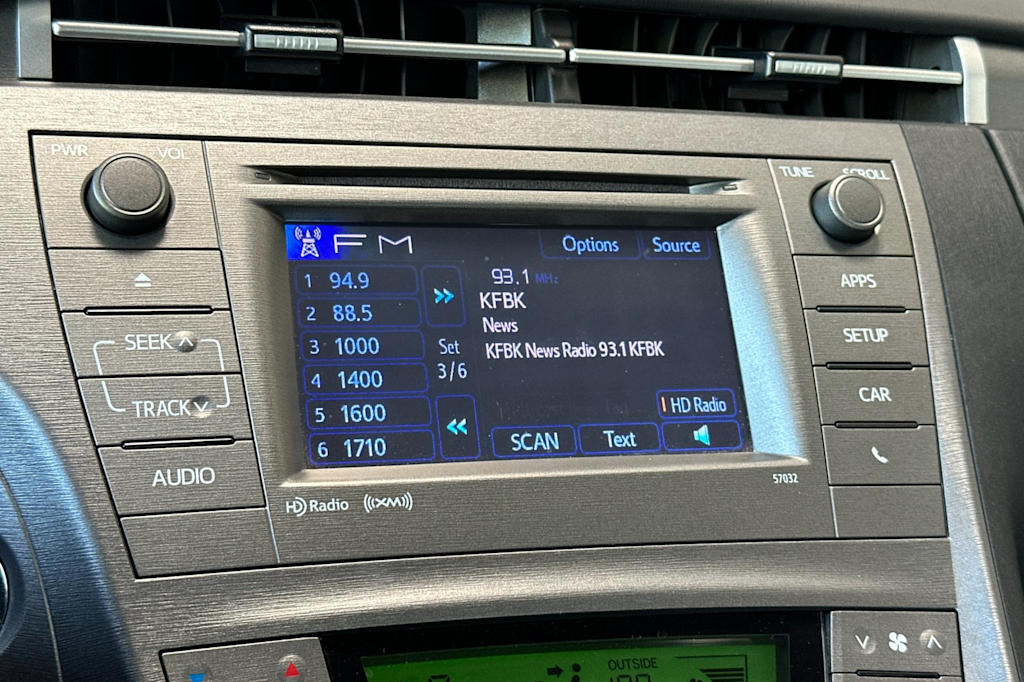 PWR VOL
TUNE SCROLL
FM Options Source
1 94.9
2 88.5
3 1000
4 1400
5 1600
6 1710
Set
3/6
93.1 MHz
KFBK
News
KFBK News Radio 93.1 KFBK
HD Radio
SCAN Text
SEEK
TRACK
AUDIO
APPS
SETUP
CAR
HD Radio ((XM))
57032
OUTSIDE